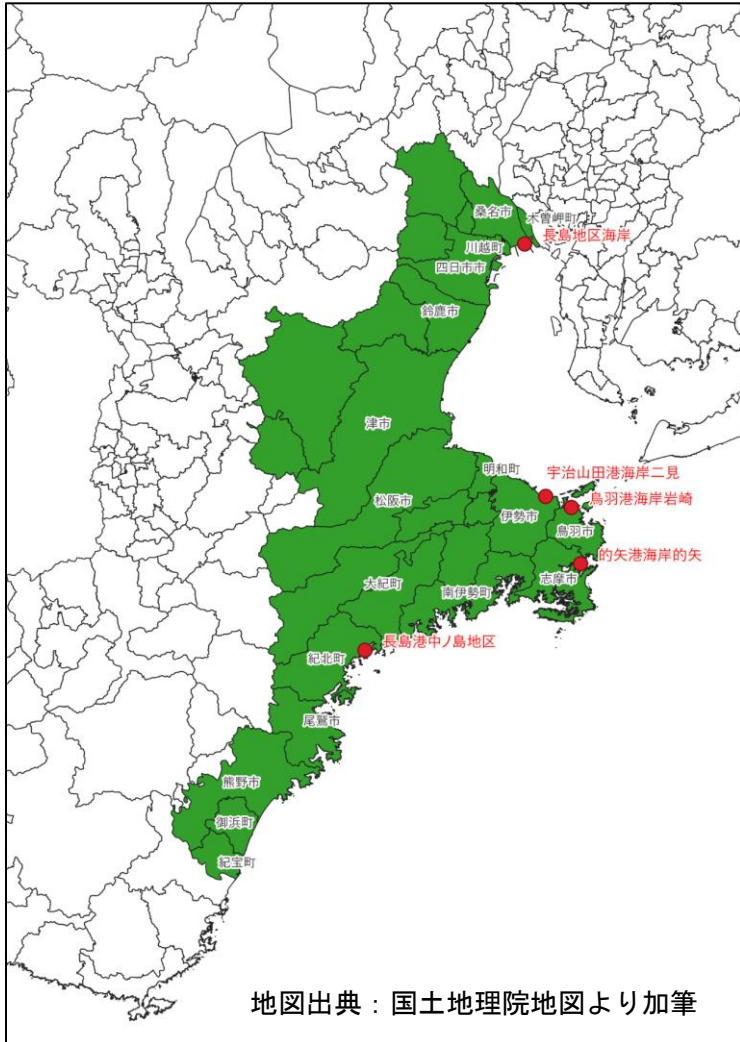 桑名市
木曽岬町
長島地区海岸
川越町
四日市市
鈴鹿市
津市
明和町
宇治山田港海岸二見
松阪市
鳥羽港海岸岩崎
伊勢市
鳥羽市
的矢港海岸的矢
大紀町
志摩市
南伊勢町
長島港中ノ島地区
紀北町
尾鷲市
熊野市
御浜町
紀宝町
地図出典：国土地理院地図より加筆